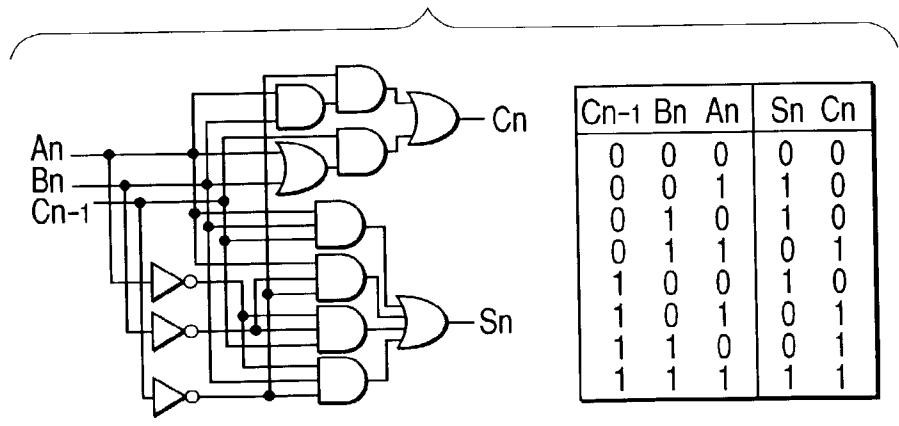 An
Bn
Cn-1
Cn
Sn
Cn-1 Bn An Sn Cn
0 0 0 0 0
0 0 1 1 0
0 1 0 1 0
0 1 1 0 1
1 0 0 1 0
1 0 1 0 1
1 1 0 0 1
1 1 1 1 1